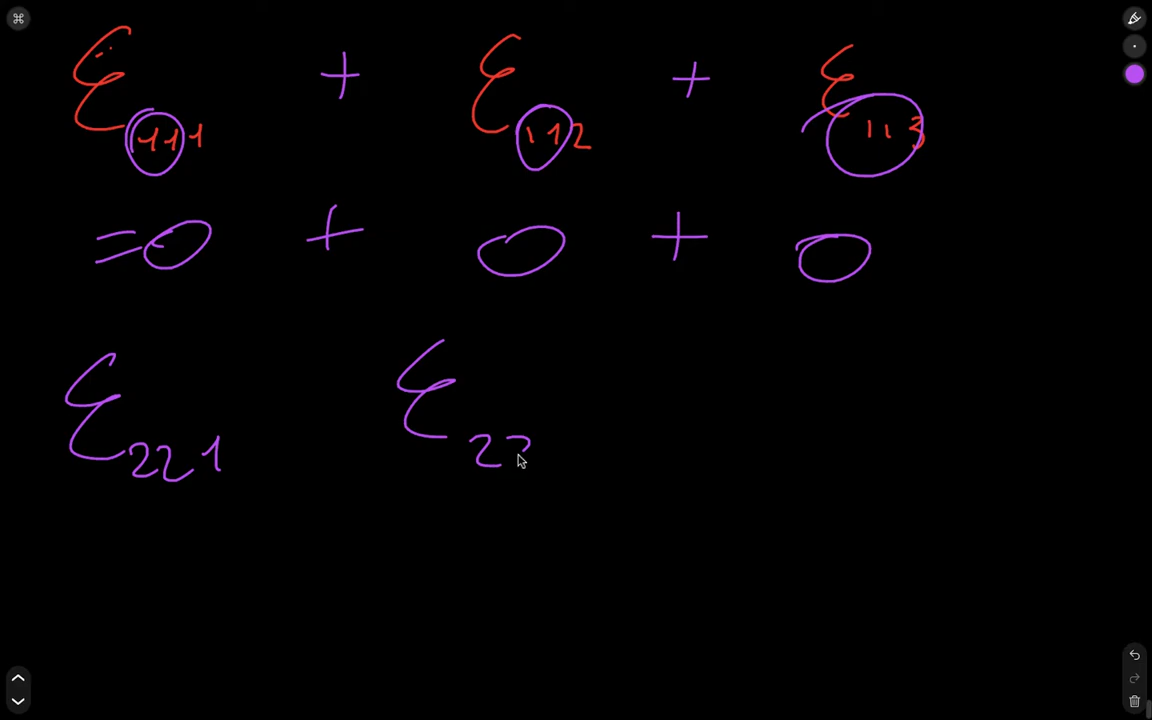 ε₁₁₁ + ε₁₁₂ + ε₁₁₃
= 0 + 0 + 0
ε₂₂₁ ε₂₂